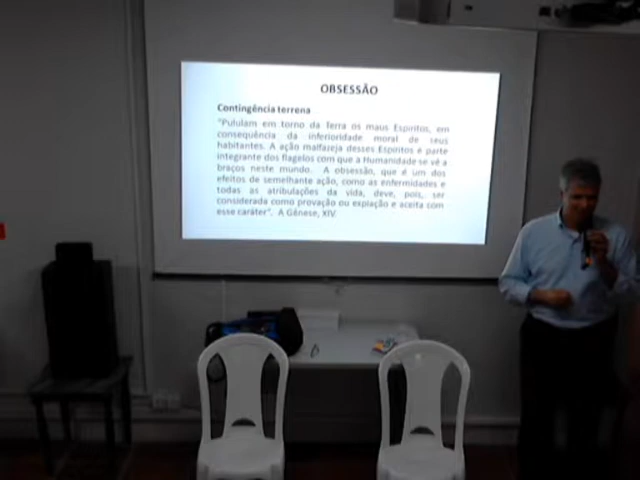 OBSESSÃO
Contingência terrena
"Pululam em torno da Terra os maus Espíritos, em
consequência da inferioridade moral de seus
habitantes. A ação malfazeja desses Espíritos é parte
integrante dos flagelos com que a Humanidade se vê a
braços neste mundo. A obsessão, que é um dos
efeitos de semelhante ação, como as enfermidades e
todas as atribulações da vida, deve, pois, ser
considerada como provação ou expiação e aceita com
esse caráter". A Gênese, XIV